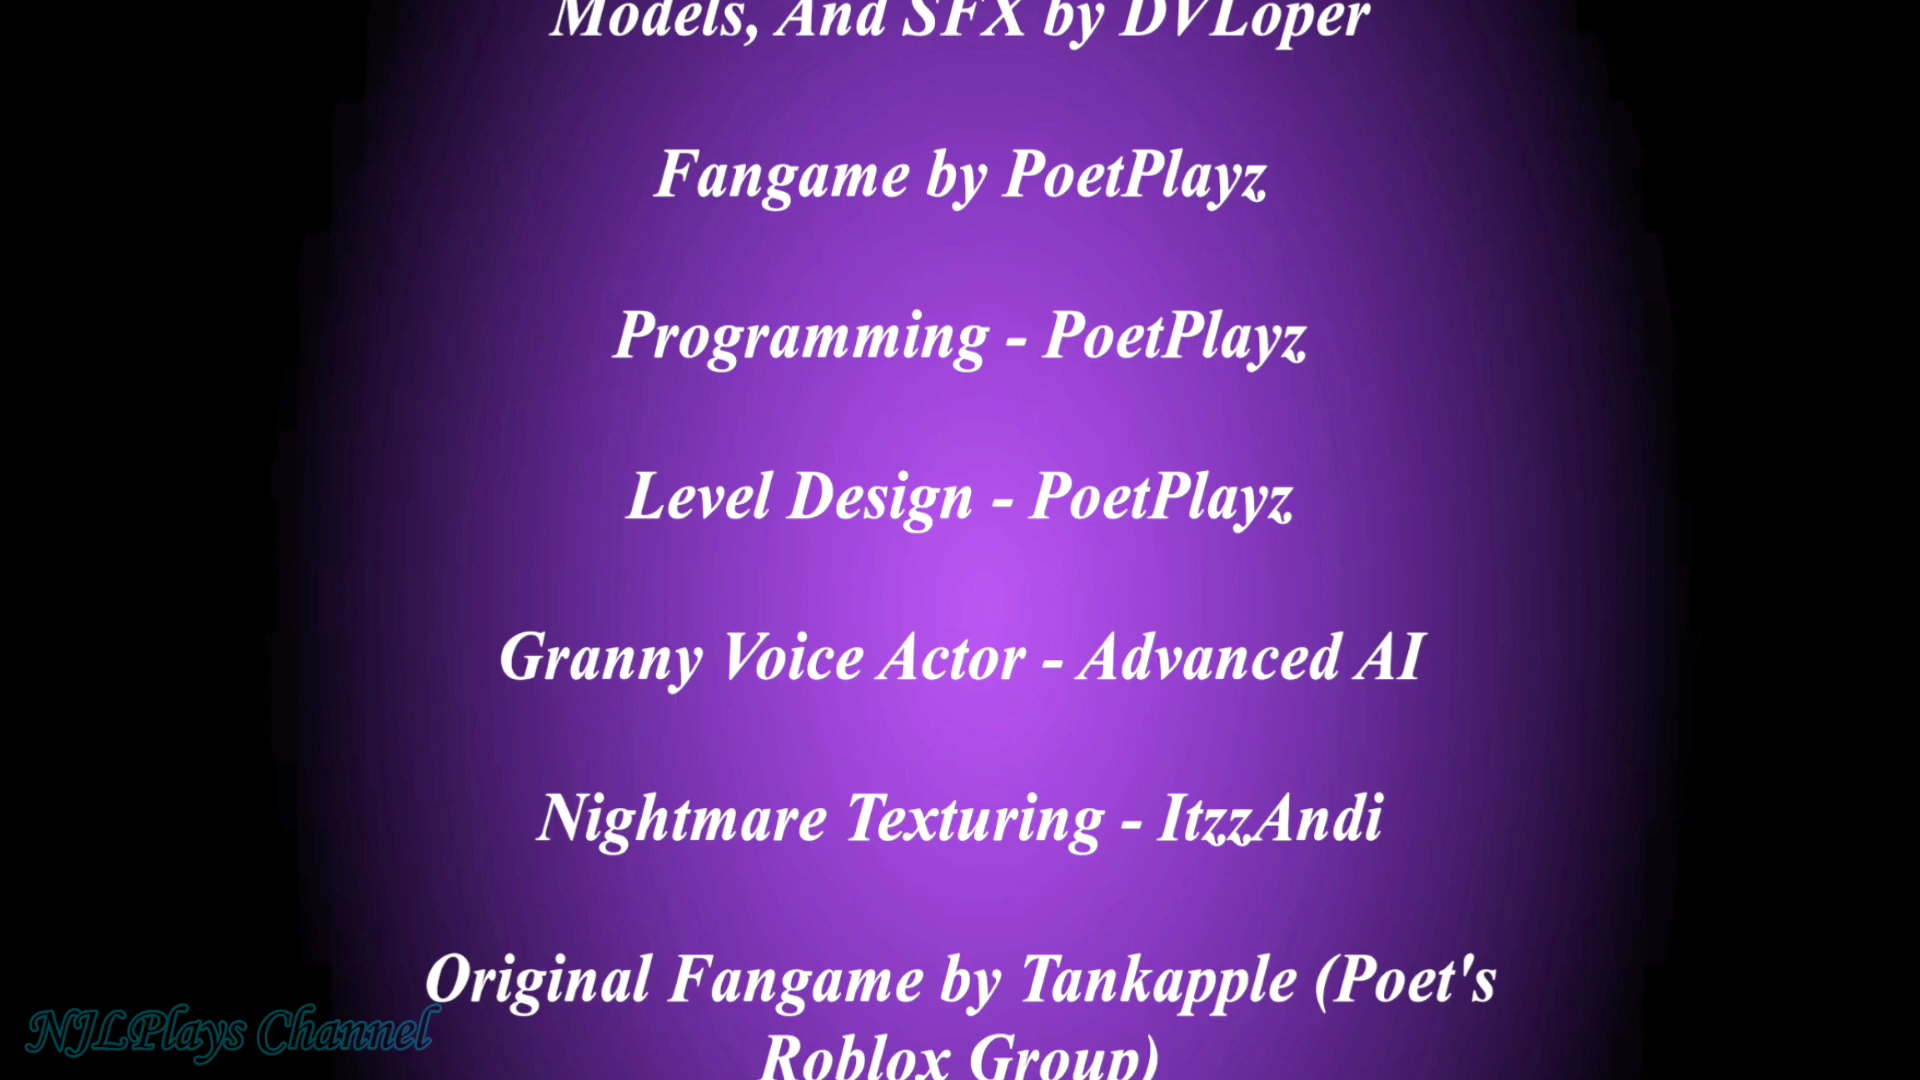 Models, And SFX by DVLoper
Fangame by PoetPlayz
Programming - PoetPlayz
Level Design - PoetPlayz
Granny Voice Actor - Advanced AI
Nightmare Texturing - ItzzAndi
Original Fangame by Tankapple (Poet's
Roblox Group)
NJLPlays Channel